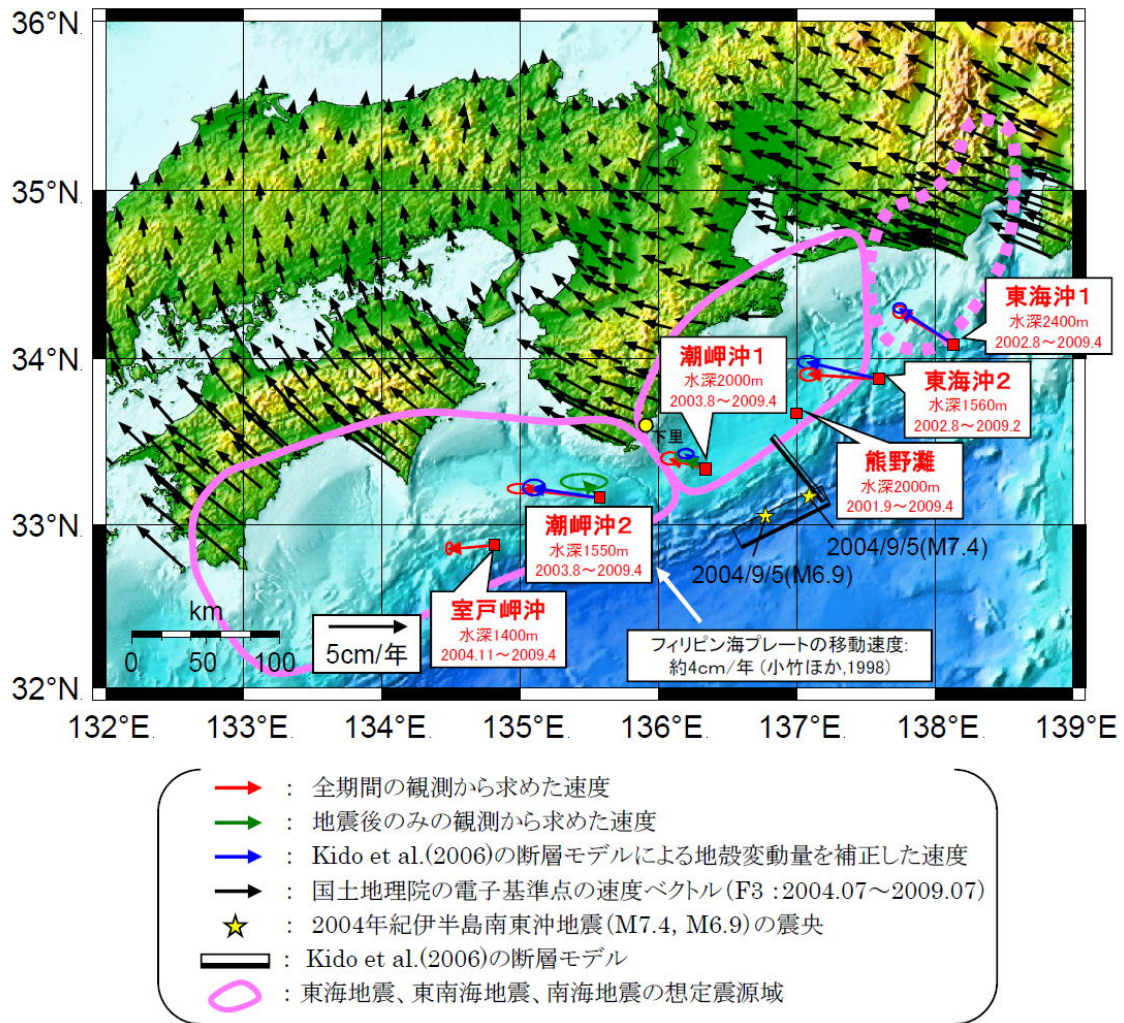 36°N
35°N
34°N
33°N
32°N
132°E
133°E
134°E
135°E
136°E
137°E
138°E
139°E
東海沖1
水深2400m
2002.8～2009.4
東海沖2
水深1560m
2002.8～2009.2
潮岬沖1
水深2000m
2003.8～2009.4
下里
熊野灘
水深2000m
2001.9～2009.4
潮岬沖2
水深1550m
2003.8～2009.4
室戸岬沖
水深1400m
2004.11～2009.4
2004/9/5(M7.4)
2004/9/5(M6.9)
km
0 50 100
5cm/年
フィリピン海プレートの移動速度:
約4cm/年 (小竹ほか,1998)
: 全期間の観測から求めた速度
: 地震後のみの観測から求めた速度
: Kido et al.(2006)の断層モデルによる地殻変動量を補正した速度
: 国土地理院の電子基準点の速度ベクトル(F3 :2004.07～2009.07)
: 2004年紀伊半島南東沖地震(M7.4, M6.9)の震央
: Kido et al.(2006)の断層モデル
: 東海地震、東南海地震、南海地震の想定震源域